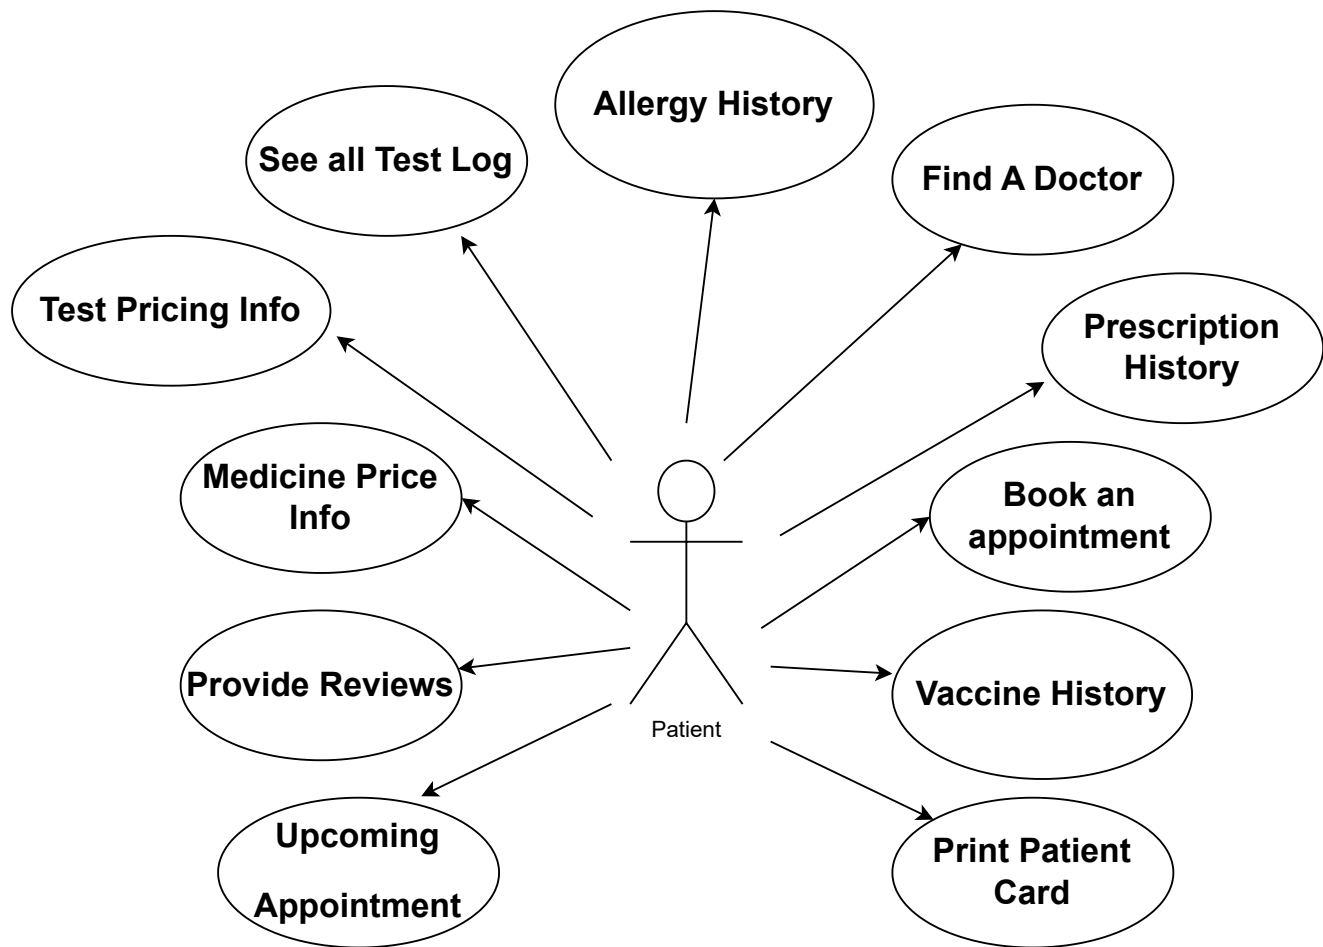 Allergy History
See all Test Log
Find A Doctor
Test Pricing Info
Prescription
History
Medicine Price
Info
Book an
appointment
Provide Reviews
Vaccine History
Patient
Upcoming
Appointment
Print Patient
Card